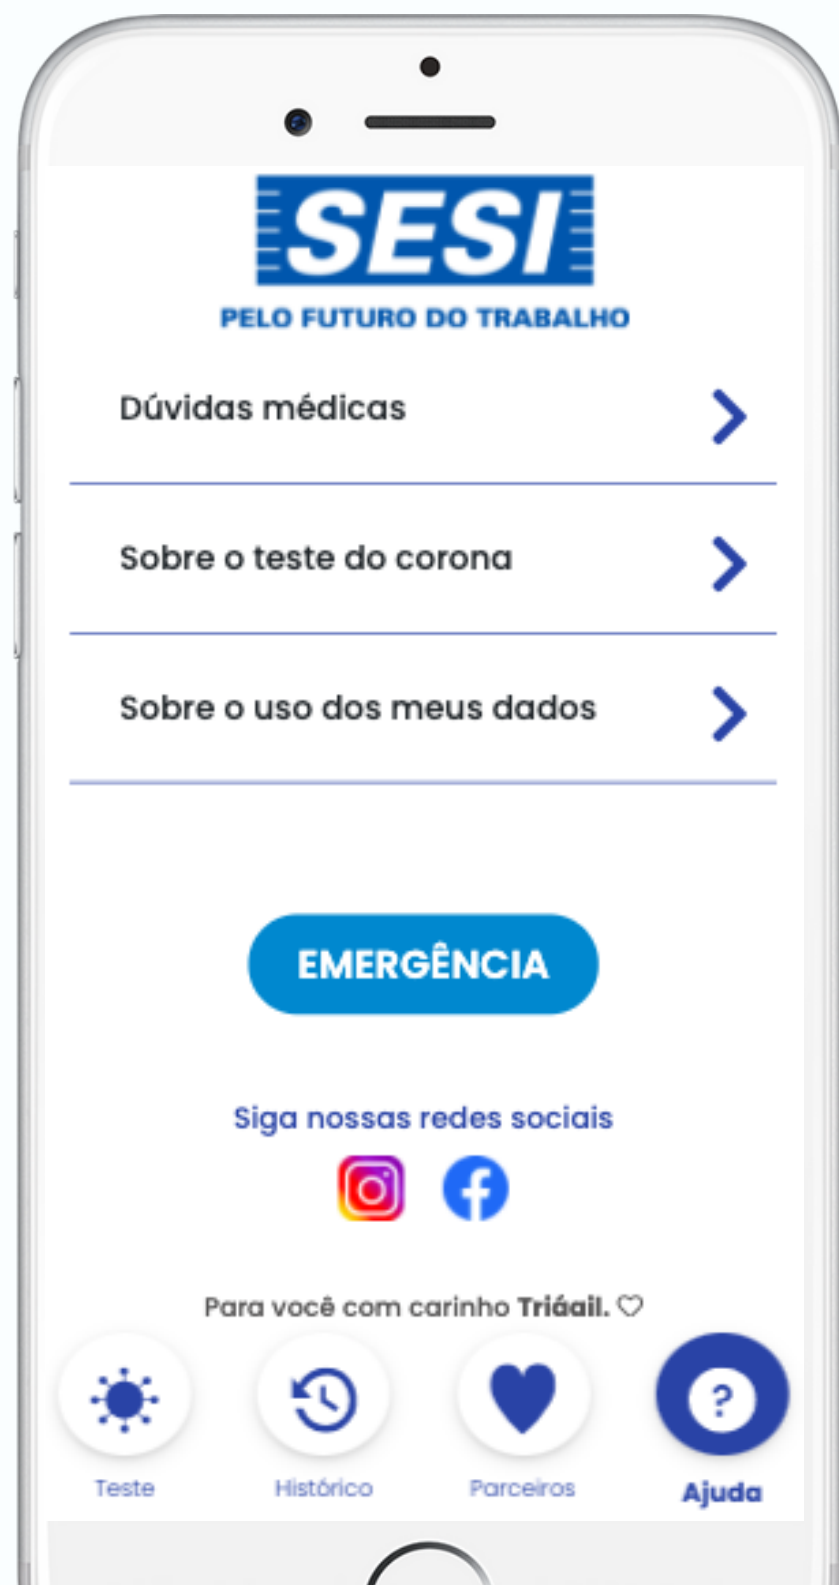 SESI
PELO FUTURO DO TRABALHO
Dúvidas médicas
Sobre o teste do corona
Sobre o uso dos meus dados
EMERGÊNCIA
Siga nossas redes sociais
Para você com carinho Triáail. ♡
?
Teste Histórico Parceiros Ajuda